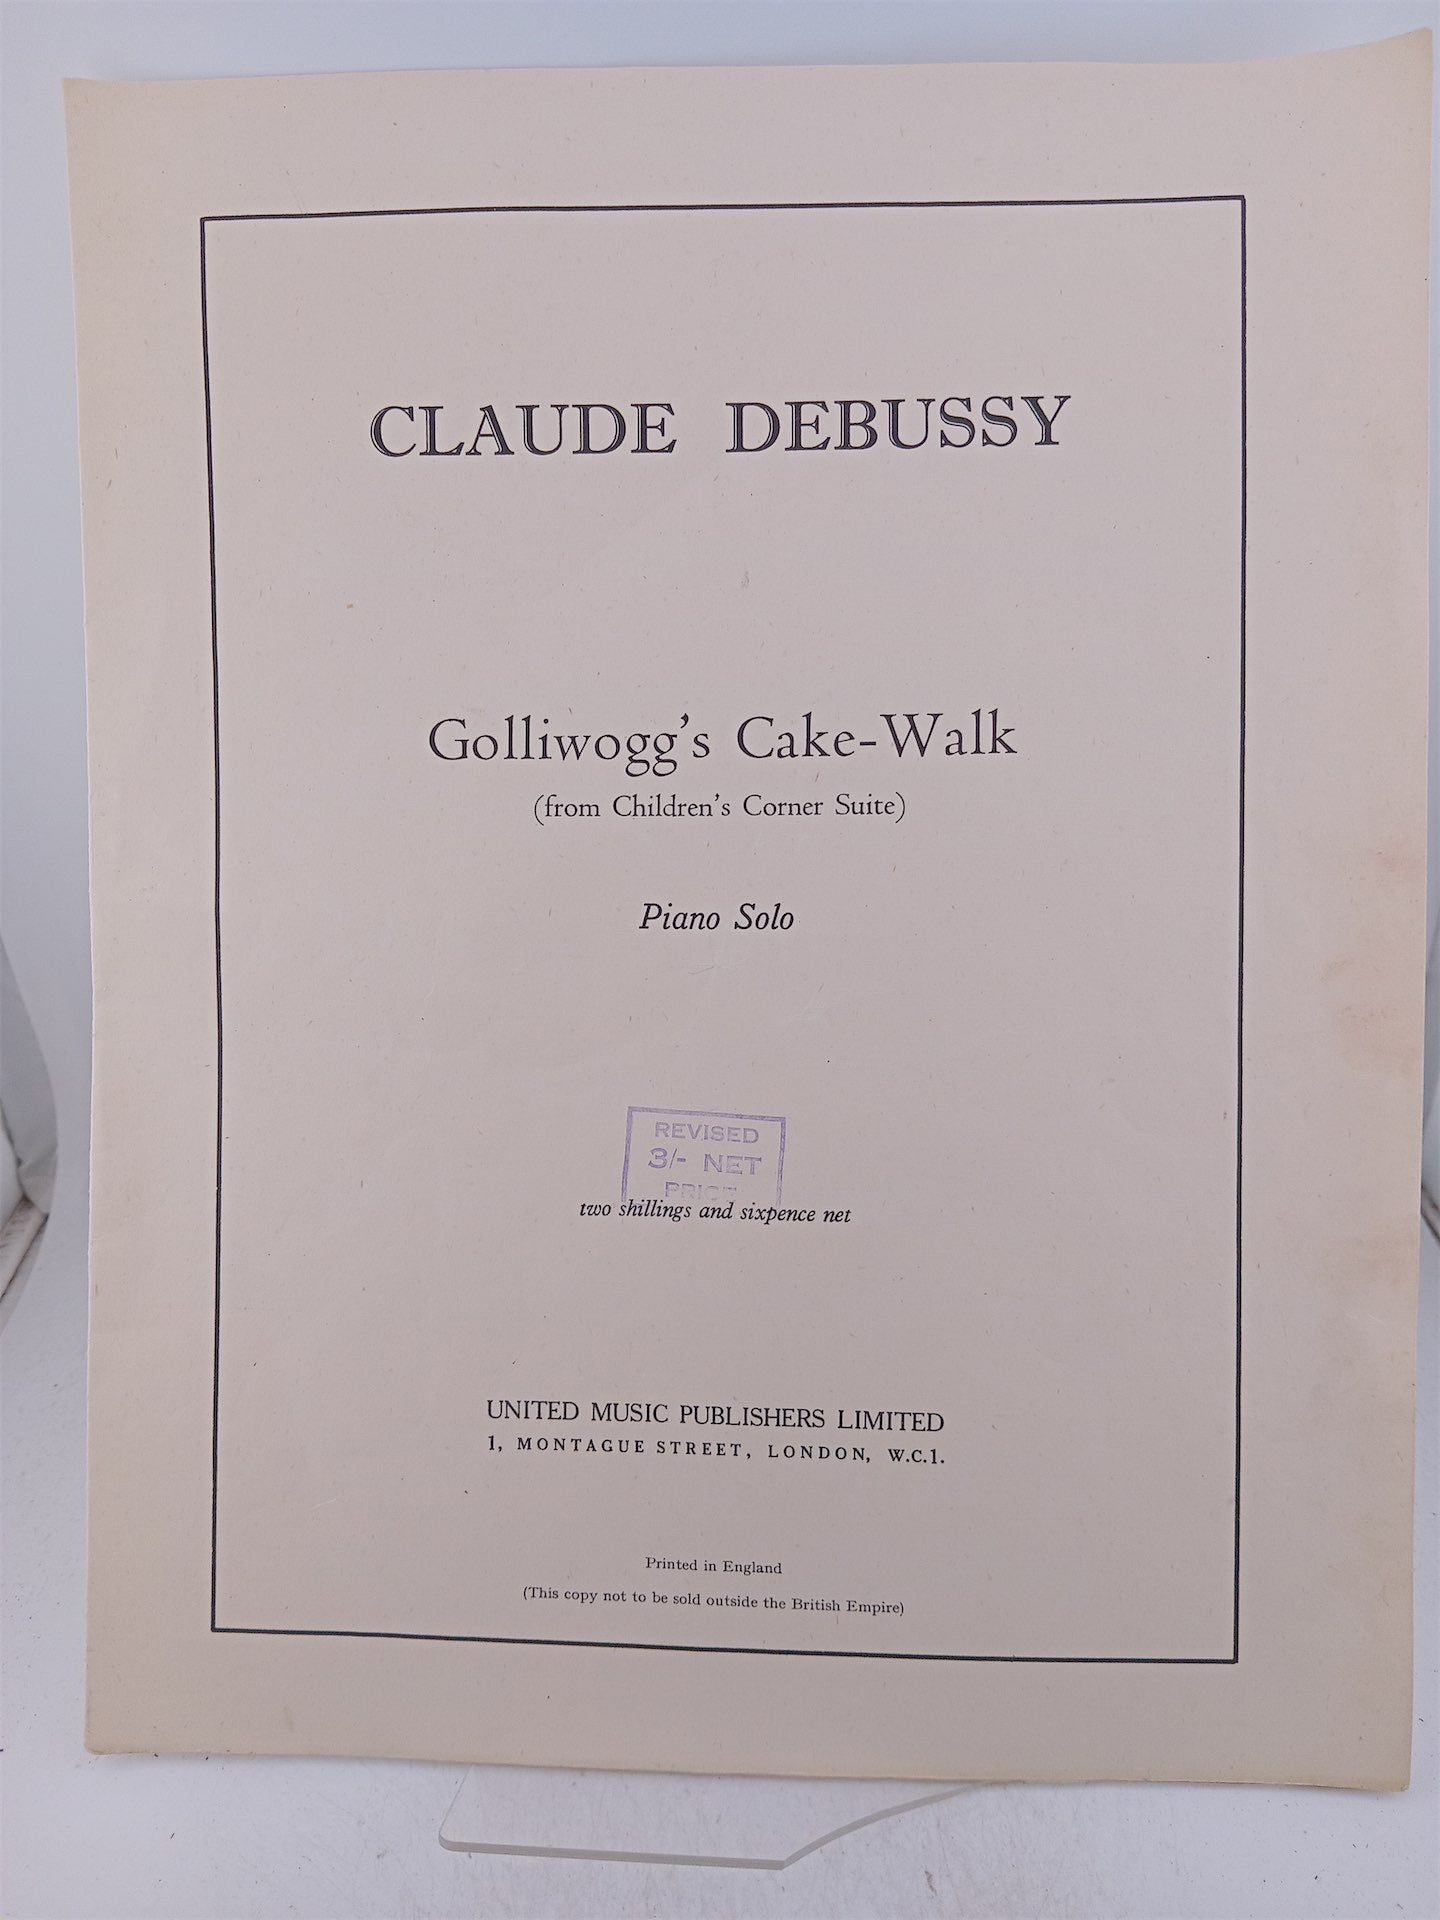 CLAUDE DEBUSSY
Golliwogg's Cake-Walk
(from Children's Corner Suite)
Piano Solo
REVISED
3/- NET
PRICE
two shillings and sixpence net
UNITED MUSIC PUBLISHERS LIMITED
1, MONTAGUE STREET, LONDON, W.C.1.
Printed in England
(This copy not to be sold outside the British Empire)